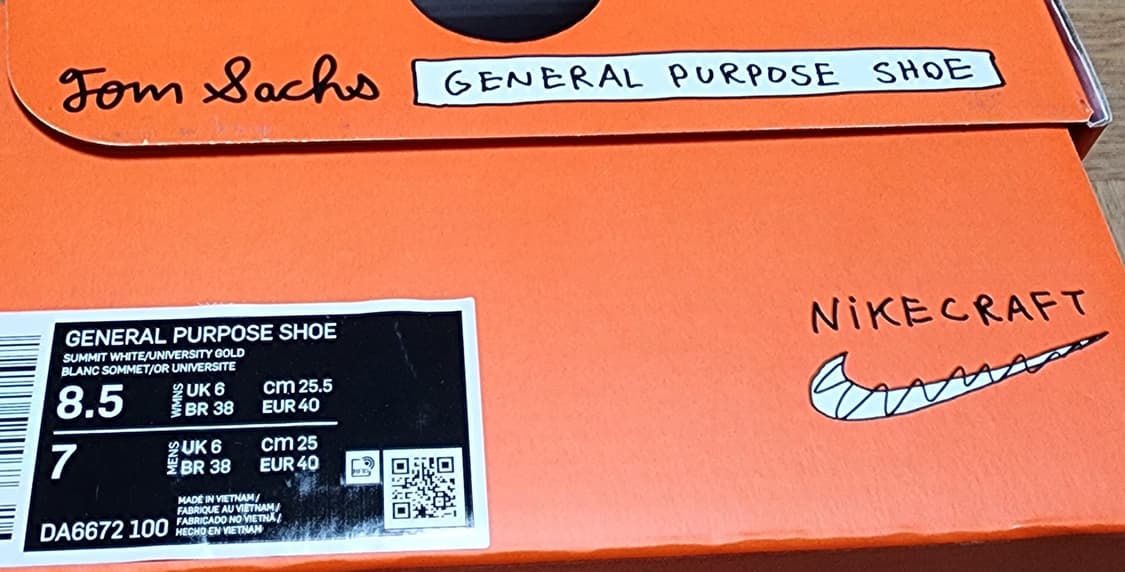 Tom Sachs GENERAL PURPOSE SHOE
NiKECRAFT
GENERAL PURPOSE SHOE
SUMMIT WHITE/UNIVERSITY GOLD
BLANC SOMMET/OR UNIVERSITE
8.5 WMNS UK 6 cm 25.5
BR 38 EUR 40
7 MENS UK 6 cm 25
BR 38 EUR 40
MADE IN VIETNAM /
FABRIQUE AU VIETNAM /
FABRICADO NO VIETNÃ /
HECHO EN VIETNAM
DA6672 100